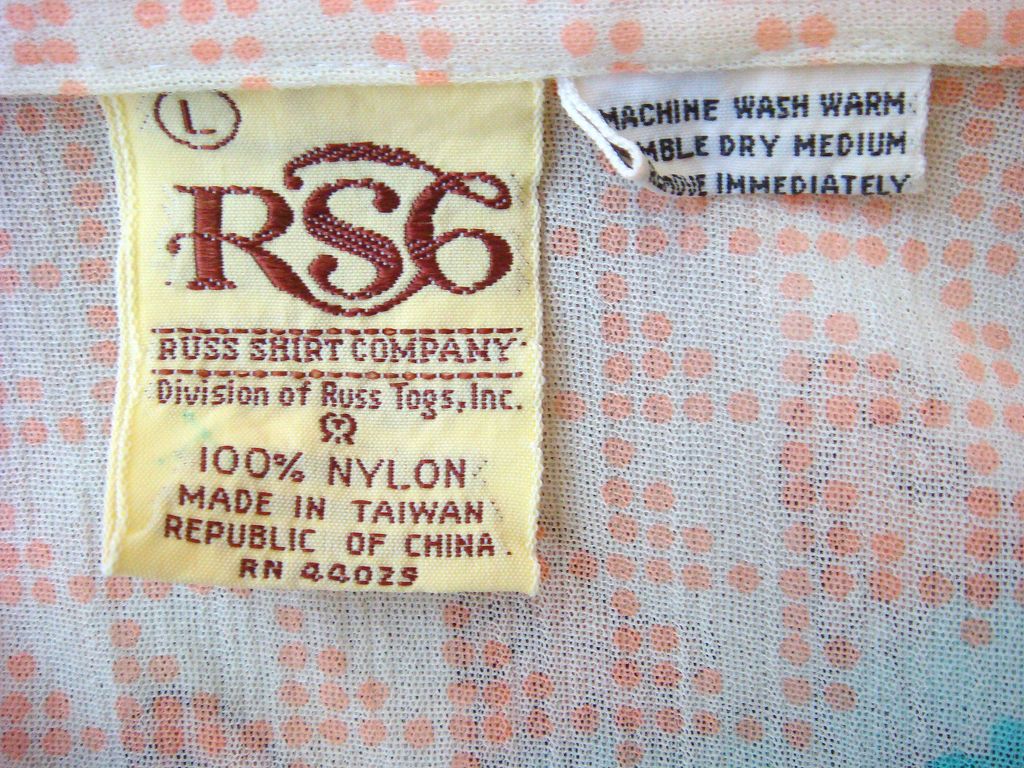 L
RSC
RUSS SHIRT COMPANY
Division of Russ Togs, Inc.
100% NYLON
MADE IN TAIWAN
REPUBLIC OF CHINA.
RN 44025
MACHINE WASH WARM
DRY MEDIUM
IMMEDIATELY